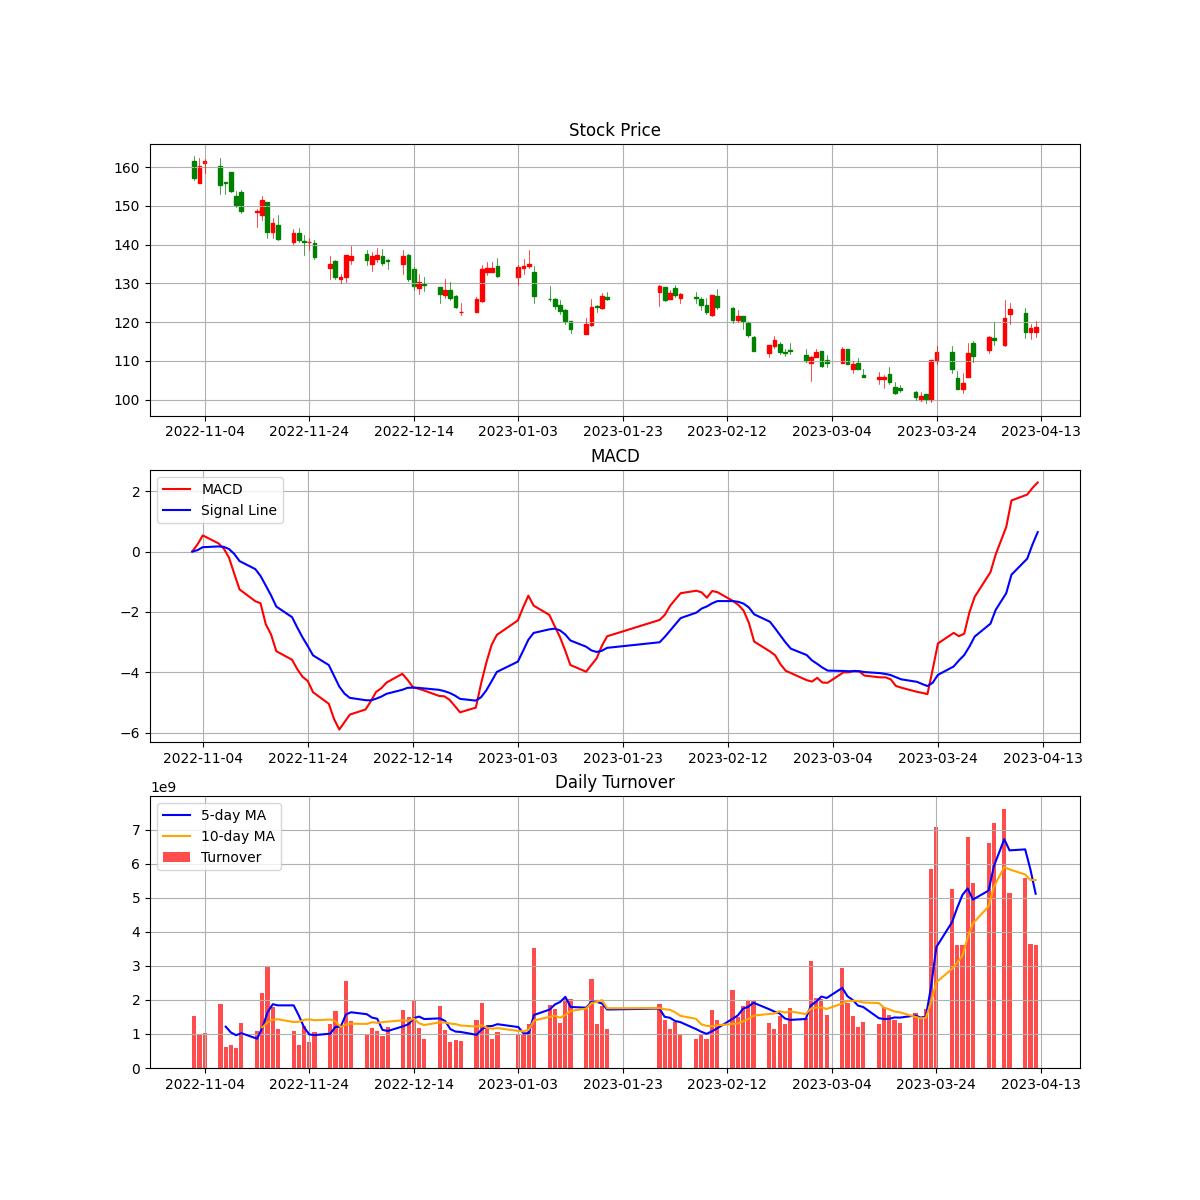 Stock Price
160
150
140
130
120
110
100
2022-11-04 2022-11-24 2022-12-14 2023-01-03 2023-01-23 2023-02-12 2023-03-04 2023-03-24 2023-04-13
MACD
MACD
Signal Line
2
0
−2
−4
−6
2022-11-04 2022-11-24 2022-12-14 2023-01-03 2023-01-23 2023-02-12 2023-03-04 2023-03-24 2023-04-13
Daily Turnover
1e9
5-day MA
10-day MA
Turnover
7
6
5
4
3
2
1
0
2022-11-04 2022-11-24 2022-12-14 2023-01-03 2023-01-23 2023-02-12 2023-03-04 2023-03-24 2023-04-13